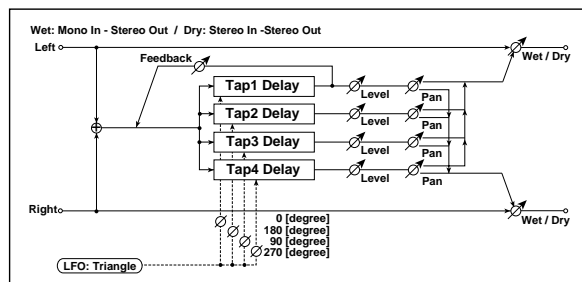 Wet: Mono In - Stereo Out / Dry: Stereo In -Stereo Out
Left
Feedback
Wet / Dry
Tap1 Delay
Level
Pan
Tap2 Delay
Level
Pan
Tap3 Delay
Level
Pan
Tap4 Delay
Level
Pan
Right
Wet / Dry
0 [degree]
180 [degree]
90 [degree]
270 [degree]
LFO: Triangle